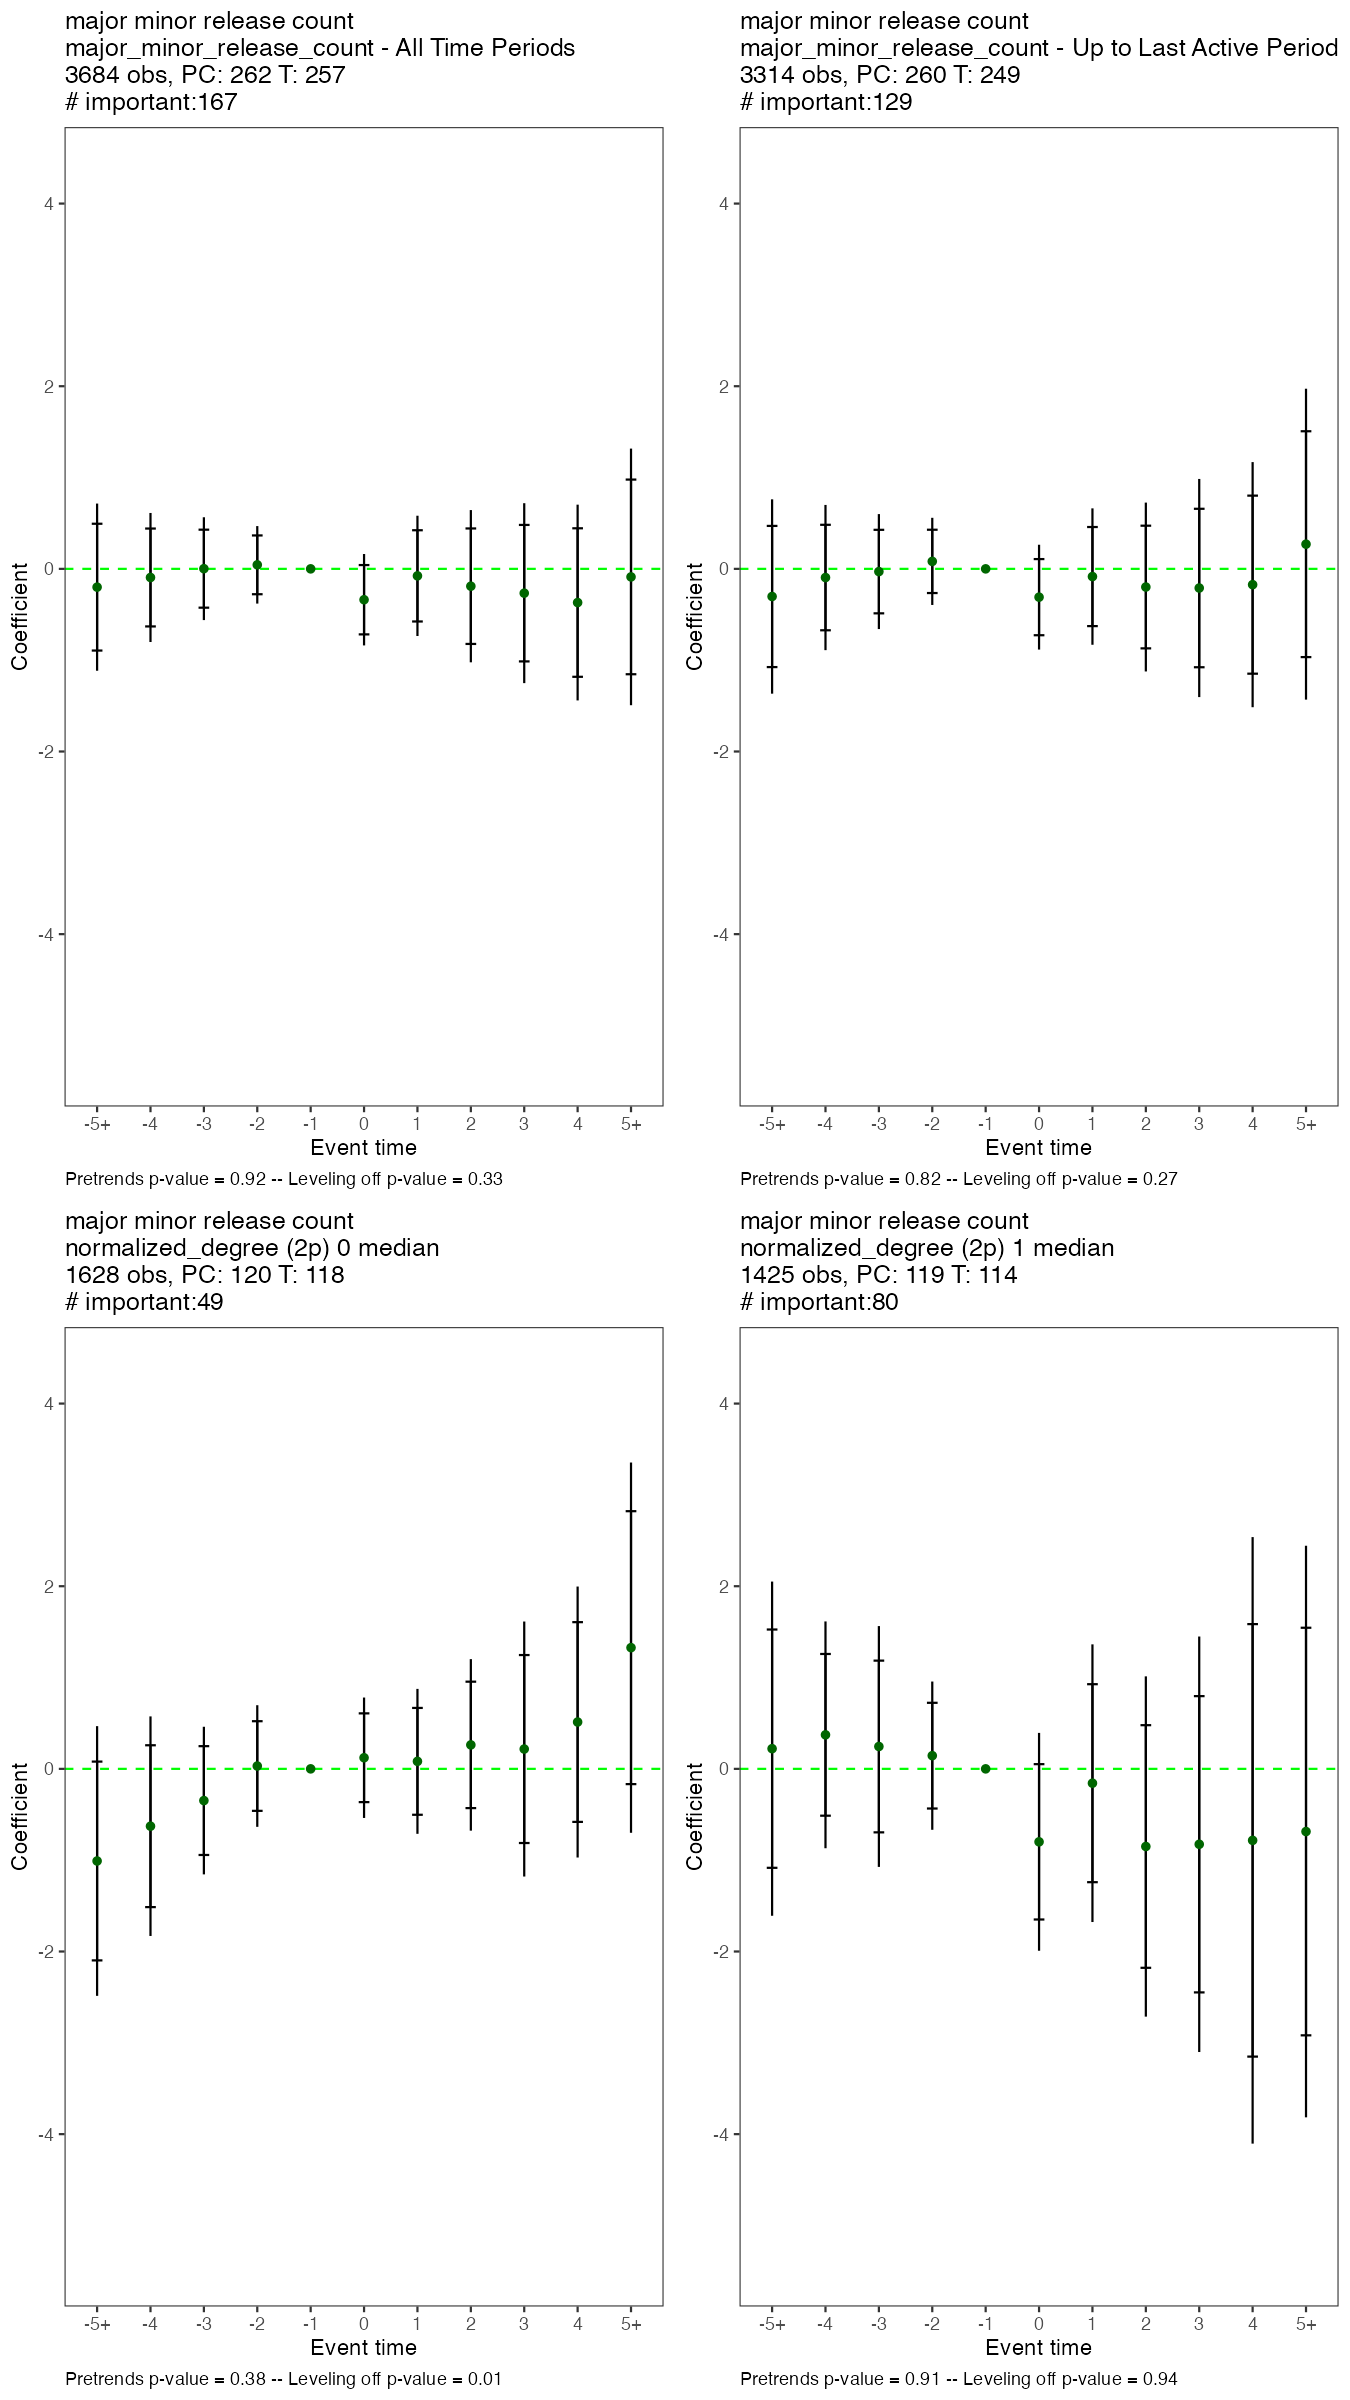 major minor release count
major_minor_release_count - All Time Periods
3684 obs, PC: 262 T: 257
# important:167
4
2
0
-2
-4
Coefficient
-5+ -4 -3 -2 -1 0 1 2 3 4 5+
Event time
Pretrends p-value = 0.92 -- Leveling off p-value = 0.33
major minor release count
major_minor_release_count - Up to Last Active Period
3314 obs, PC: 260 T: 249
# important:129
4
2
0
-2
-4
Coefficient
-5+ -4 -3 -2 -1 0 1 2 3 4 5+
Event time
Pretrends p-value = 0.82 -- Leveling off p-value = 0.27
major minor release count
normalized_degree (2p) 0 median
1628 obs, PC: 120 T: 118
# important:49
4
2
0
-2
-4
Coefficient
-5+ -4 -3 -2 -1 0 1 2 3 4 5+
Event time
Pretrends p-value = 0.38 -- Leveling off p-value = 0.01
major minor release count
normalized_degree (2p) 1 median
1425 obs, PC: 119 T: 114
# important:80
4
2
0
-2
-4
Coefficient
-5+ -4 -3 -2 -1 0 1 2 3 4 5+
Event time
Pretrends p-value = 0.91 -- Leveling off p-value = 0.94